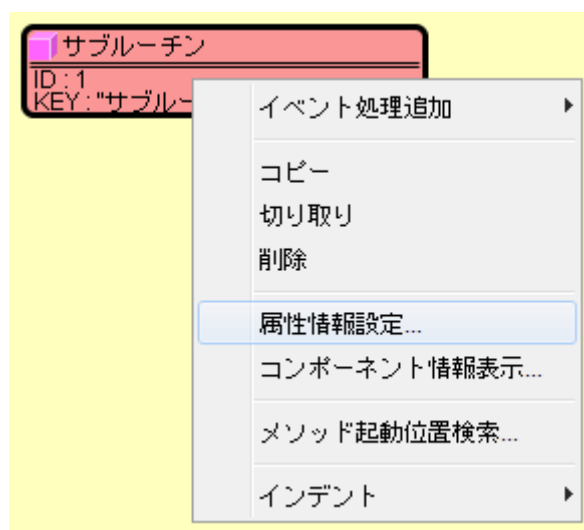 サブルーチン
ID : 1
KEY : "サブルー
イベント処理追加
コピー
切り取り
削除
属性情報設定...
コンポーネント情報表示...
メソッド起動位置検索...
インデント